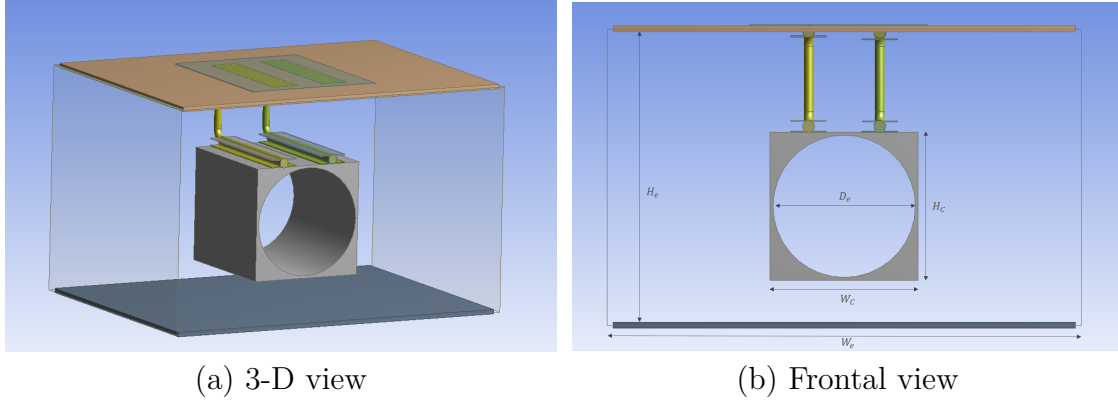 H_e
D_e
H_C
W_C
W_e
(a) 3-D view
(b) Frontal view